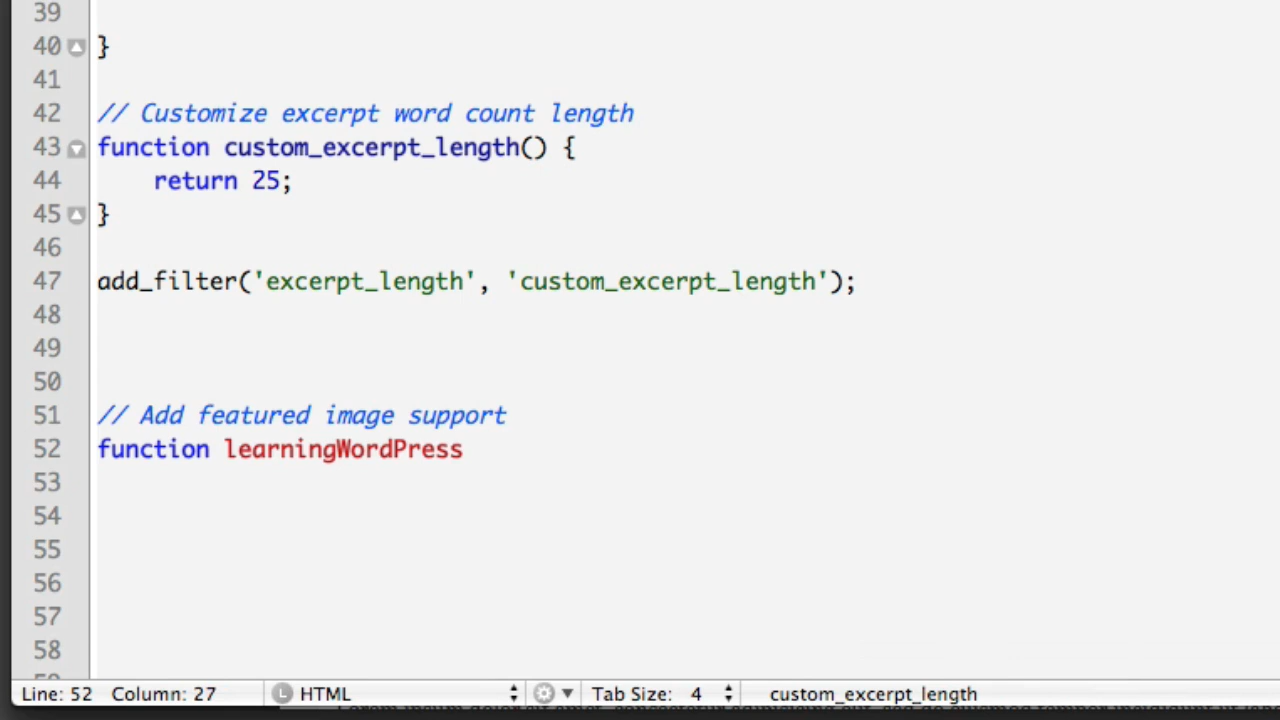 39
40 }
41
42 // Customize excerpt word count length
43 function custom_excerpt_length() {
44 return 25;
45 }
46
47 add_filter('excerpt_length', 'custom_excerpt_length');
48
49
50
51 // Add featured image support
52 function learningWordPress
53
54
55
56
57
58
Line: 52 Column: 27 L HTML Tab Size: 4 custom_excerpt_length